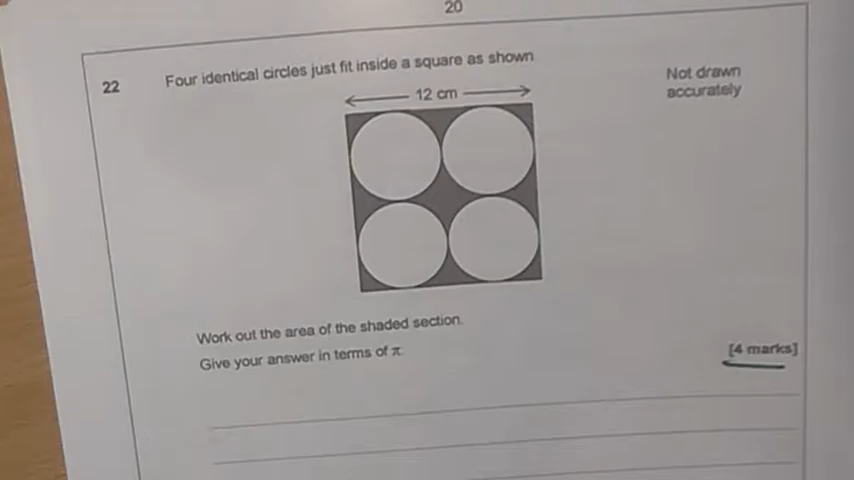 20
22 Four identical circles just fit inside a square as shown
Not drawn
accurately
12 cm
Work out the area of the shaded section.
Give your answer in terms of π
[4 marks]